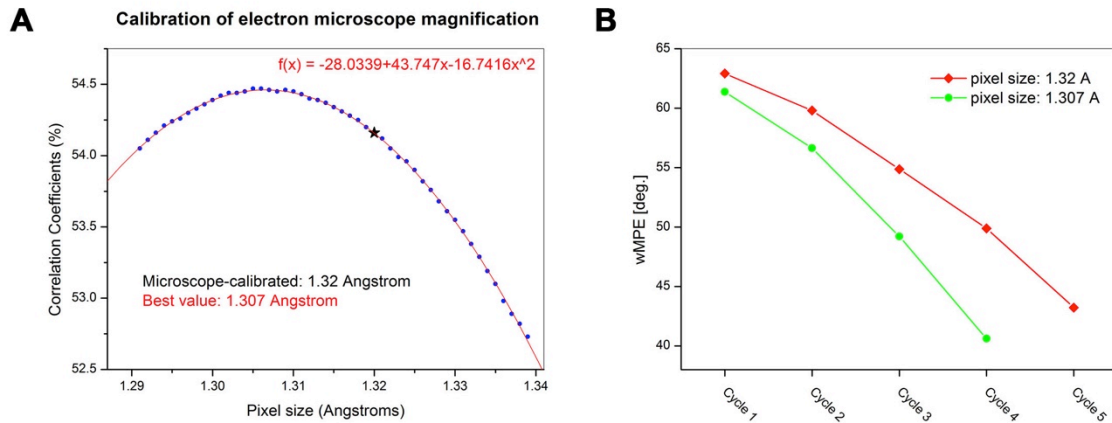 A
Calibration of electron microscope magnification
f(x) = -28.0339+43.747x-16.7416x^2
54.5
54.0
53.5
53.0
52.5
Correlation Coefficients (%)
Microscope-calibrated: 1.32 Angstrom
Best value: 1.307 Angstrom
1.29
1.30
1.31
1.32
1.33
1.34
Pixel size (Angstroms)
B
65
60
55
50
45
40
wMPE [deg.]
pixel size: 1.32 A
pixel size: 1.307 A
Cycle 1
Cycle 2
Cycle 3
Cycle 4
Cycle 5